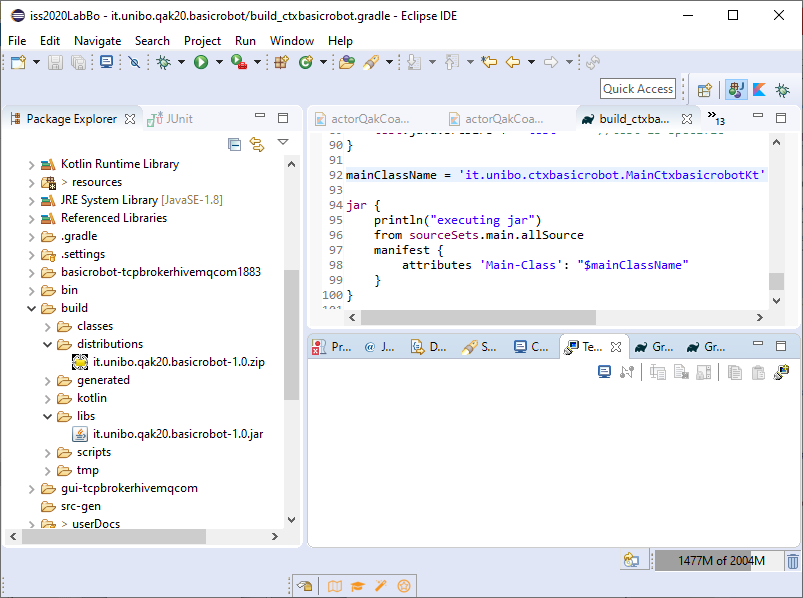 iss2020LabBo - it.unibo.qak20.basicrobot/build_ctxbasicrobot.gradle - Eclipse IDE
File Edit Navigate Search Project Run Window Help
Quick Access
Package Explorer JUnit
Kotlin Runtime Library
> resources
JRE System Library [JavaSE-1.8]
Referenced Libraries
.gradle
.settings
basicrobot-tcpbrokerhivemqcom1883
bin
build
classes
distributions
it.unibo.qak20.basicrobot-1.0.zip
generated
kotlin
libs
it.unibo.qak20.basicrobot-1.0.jar
scripts
tmp
gui-tcpbrokerhivemqcom
src-gen
> userDocs
actorQakCoa... actorQakCoa... build_ctxba... »13
90 }
91
92 mainClassName = 'it.unibo.ctxbasicrobot.MainCtxbasicrobotKt'
93
94 jar {
95 println("executing jar")
96 from sourceSets.main.allSource
97 manifest {
98 attributes 'Main-Class': "$mainClassName"
99 }
100 }
Pr... @ J... D... S... C... Te... Gr... Gr...
1477M of 2004M